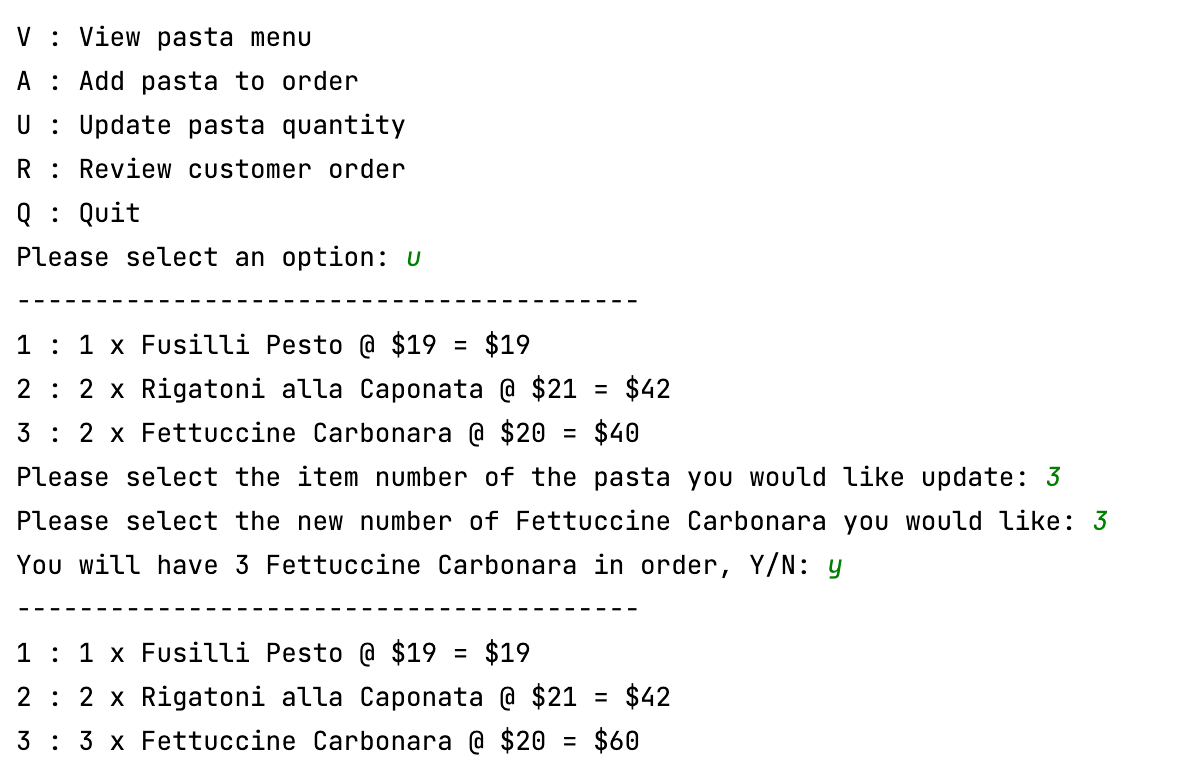 V : View pasta menu
A : Add pasta to order
U : Update pasta quantity
R : Review customer order
Q : Quit
Please select an option: u
----------------------------------------
1 : 1 x Fusilli Pesto @ $19 = $19
2 : 2 x Rigatoni alla Caponata @ $21 = $42
3 : 2 x Fettuccine Carbonara @ $20 = $40
Please select the item number of the pasta you would like update: 3
Please select the new number of Fettuccine Carbonara you would like: 3
You will have 3 Fettuccine Carbonara in order, Y/N: y
----------------------------------------
1 : 1 x Fusilli Pesto @ $19 = $19
2 : 2 x Rigatoni alla Caponata @ $21 = $42
3 : 3 x Fettuccine Carbonara @ $20 = $60